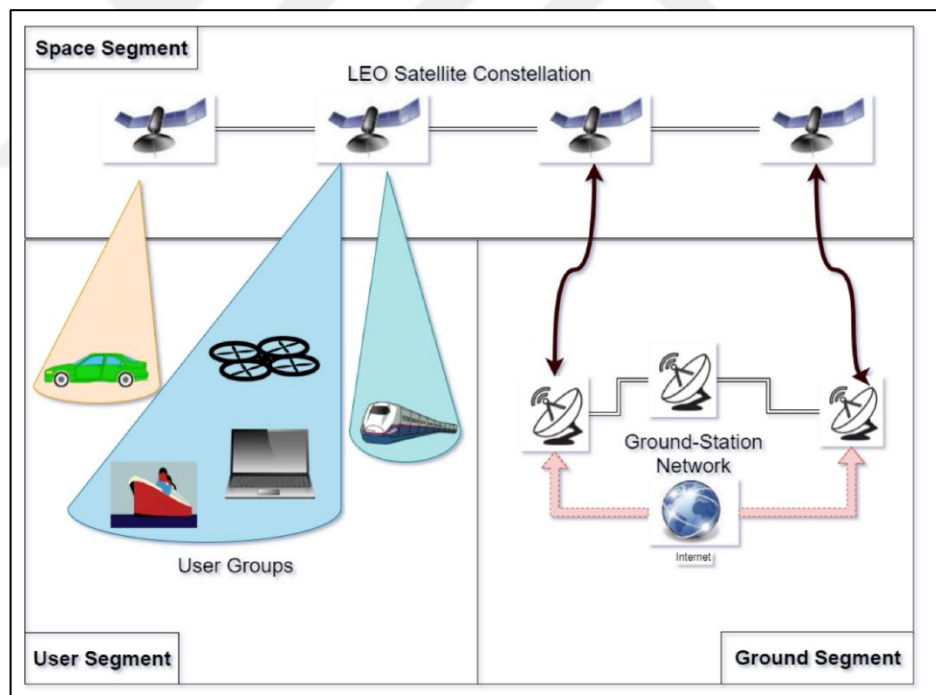 Space Segment
LEO Satellite Constellation
Ground-Station
Network
Internet
User Groups
User Segment
Ground Segment